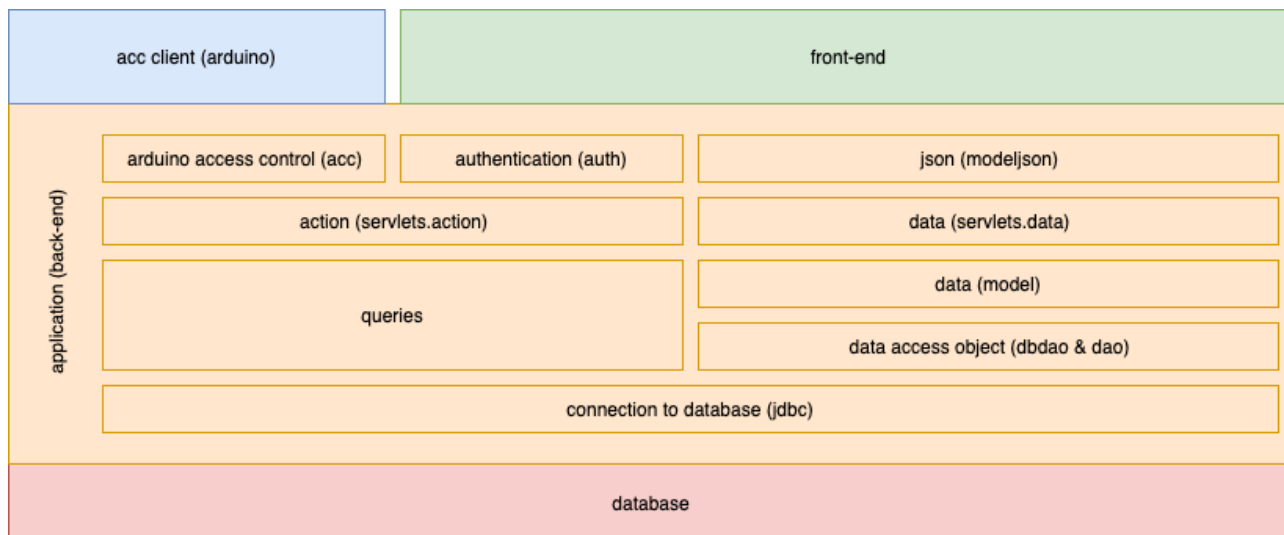 acc client (arduino)
front-end
application (back-end)
arduino access control (acc)
authentication (auth)
json (modeljson)
action (servlets.action)
data (servlets.data)
queries
data (model)
data access object (dbdao & dao)
connection to database (jdbc)
database